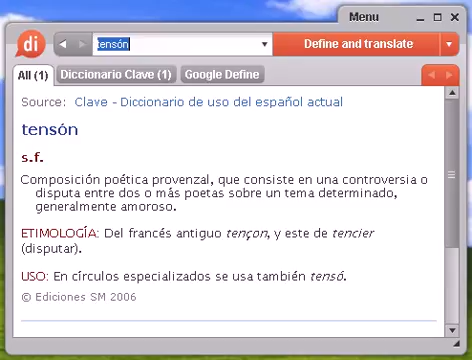 Menu
di
tensón
Define and translate
All (1)
Diccionario Clave (1)
Google Define
Source: Clave - Diccionario de uso del español actual
tensón
s.f.
Composición poética provenzal, que consiste en una controversia o
disputa entre dos o más poetas sobre un tema determinado,
generalmente amoroso.
ETIMOLOGÍA: Del francés antiguo tençon, y este de tencier
(disputar).
USO: En círculos especializados se usa también tensó.
© Ediciones SM 2006